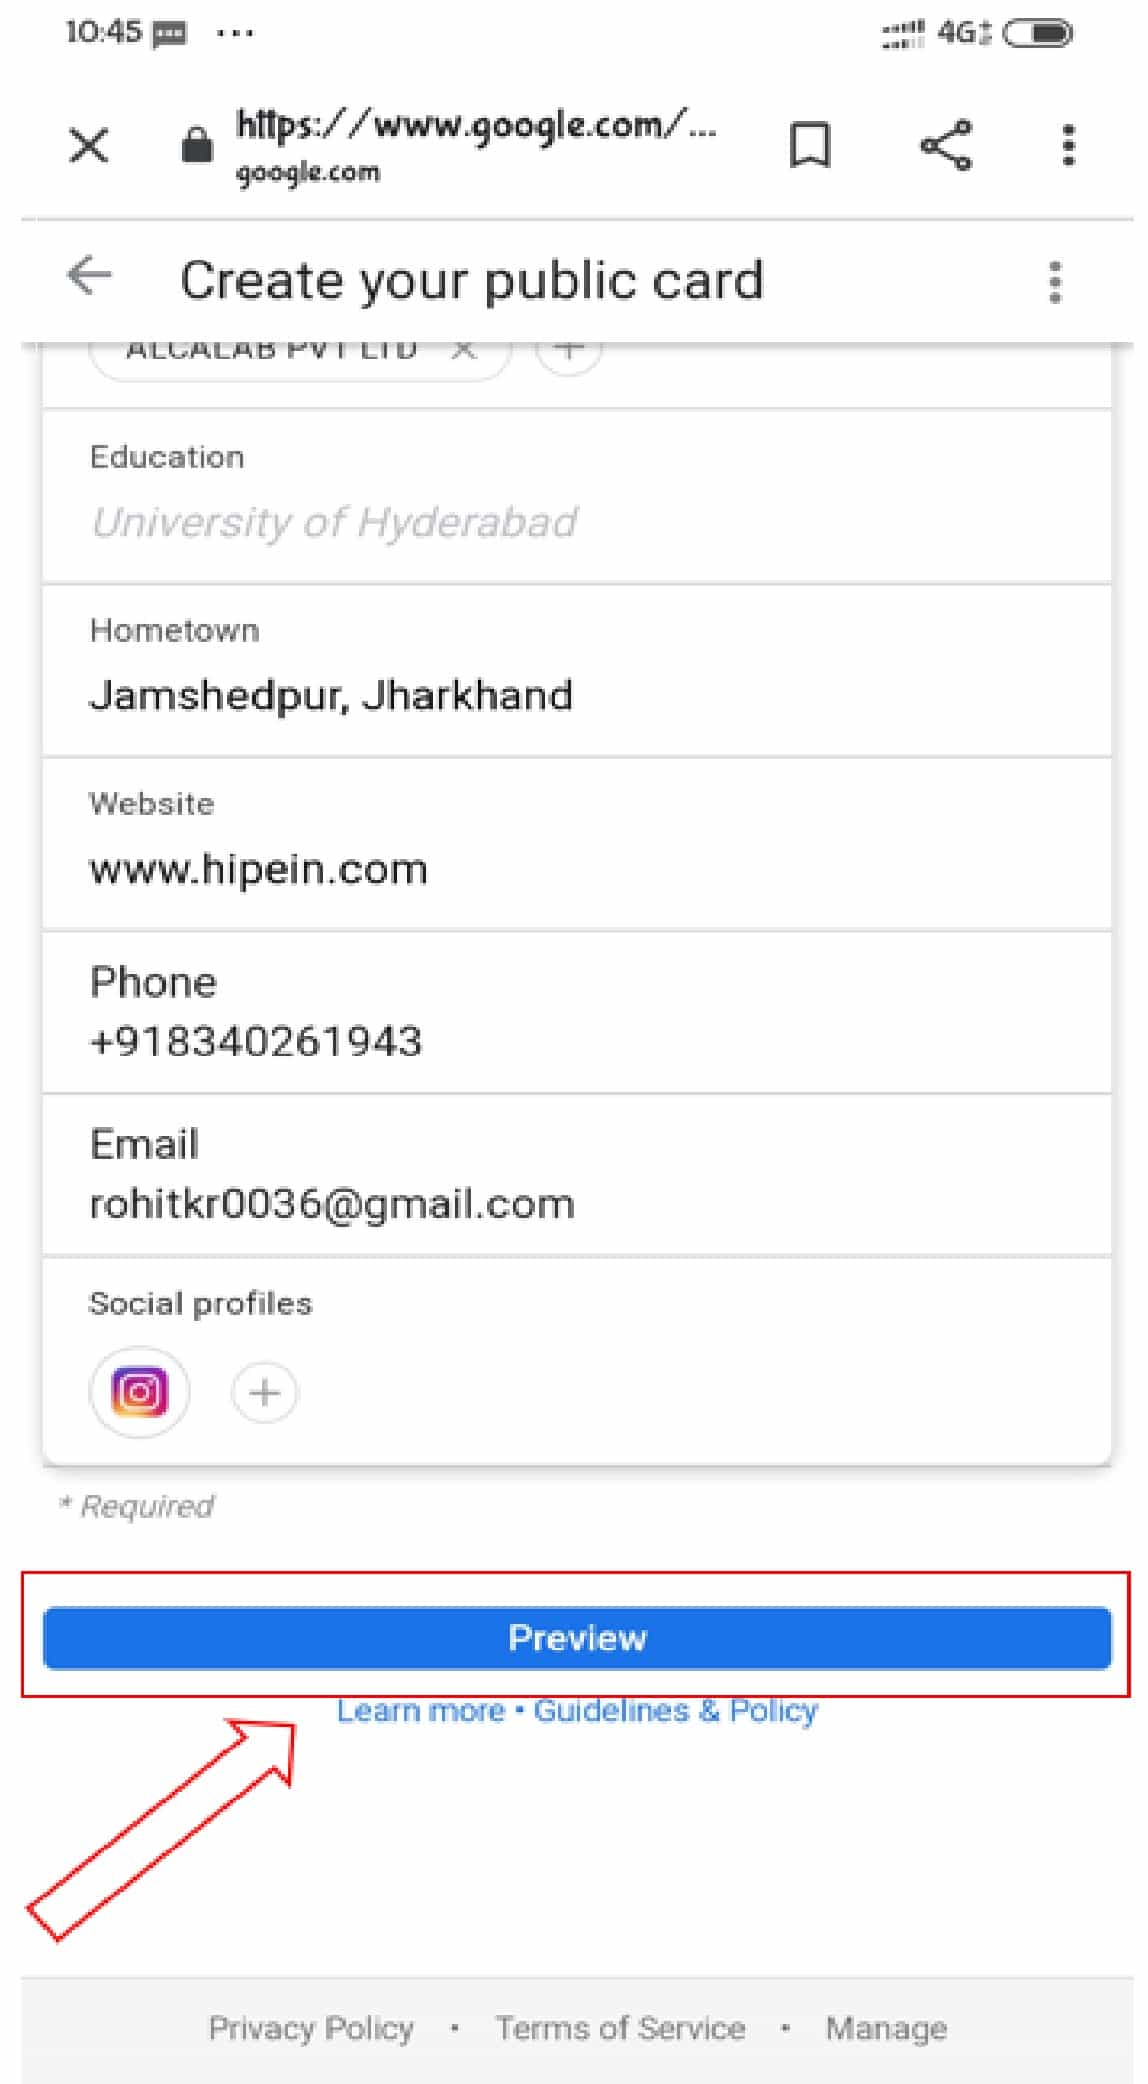 10:45 ... 4G
https://www.google.com/...
google.com
Create your public card
ALCALAB PVT LTD
Education
University of Hyderabad
Hometown
Jamshedpur, Jharkhand
Website
www.hipein.com
Phone
+918340261943
Email
rohitkr0036@gmail.com
Social profiles
* Required
Preview
Learn more • Guidelines & Policy
Privacy Policy • Terms of Service • Manage